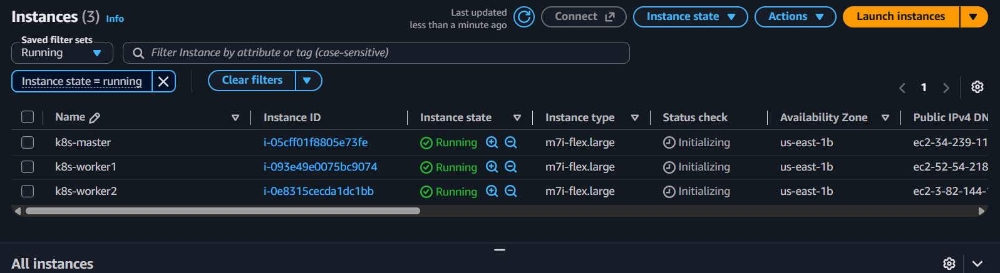 Instances (3) Info
Last updated
less than a minute ago
Connect
Instance state
Actions
Launch instances
Saved filter sets
Running
Filter Instance by attribute or tag (case-sensitive)
Instance state = running
Clear filters
1
Name Instance ID Instance state Instance type Status check Availability Zone Public IPv4 DN
k8s-master i-05cff01f8805e73fe Running m7i-flex.large Initializing us-east-1b ec2-34-239-11
k8s-worker1 i-093e49e0075bc9074 Running m7i-flex.large Initializing us-east-1b ec2-52-54-218
k8s-worker2 i-0e8315cecda1dc1bb Running m7i-flex.large Initializing us-east-1b ec2-3-82-144-
All instances